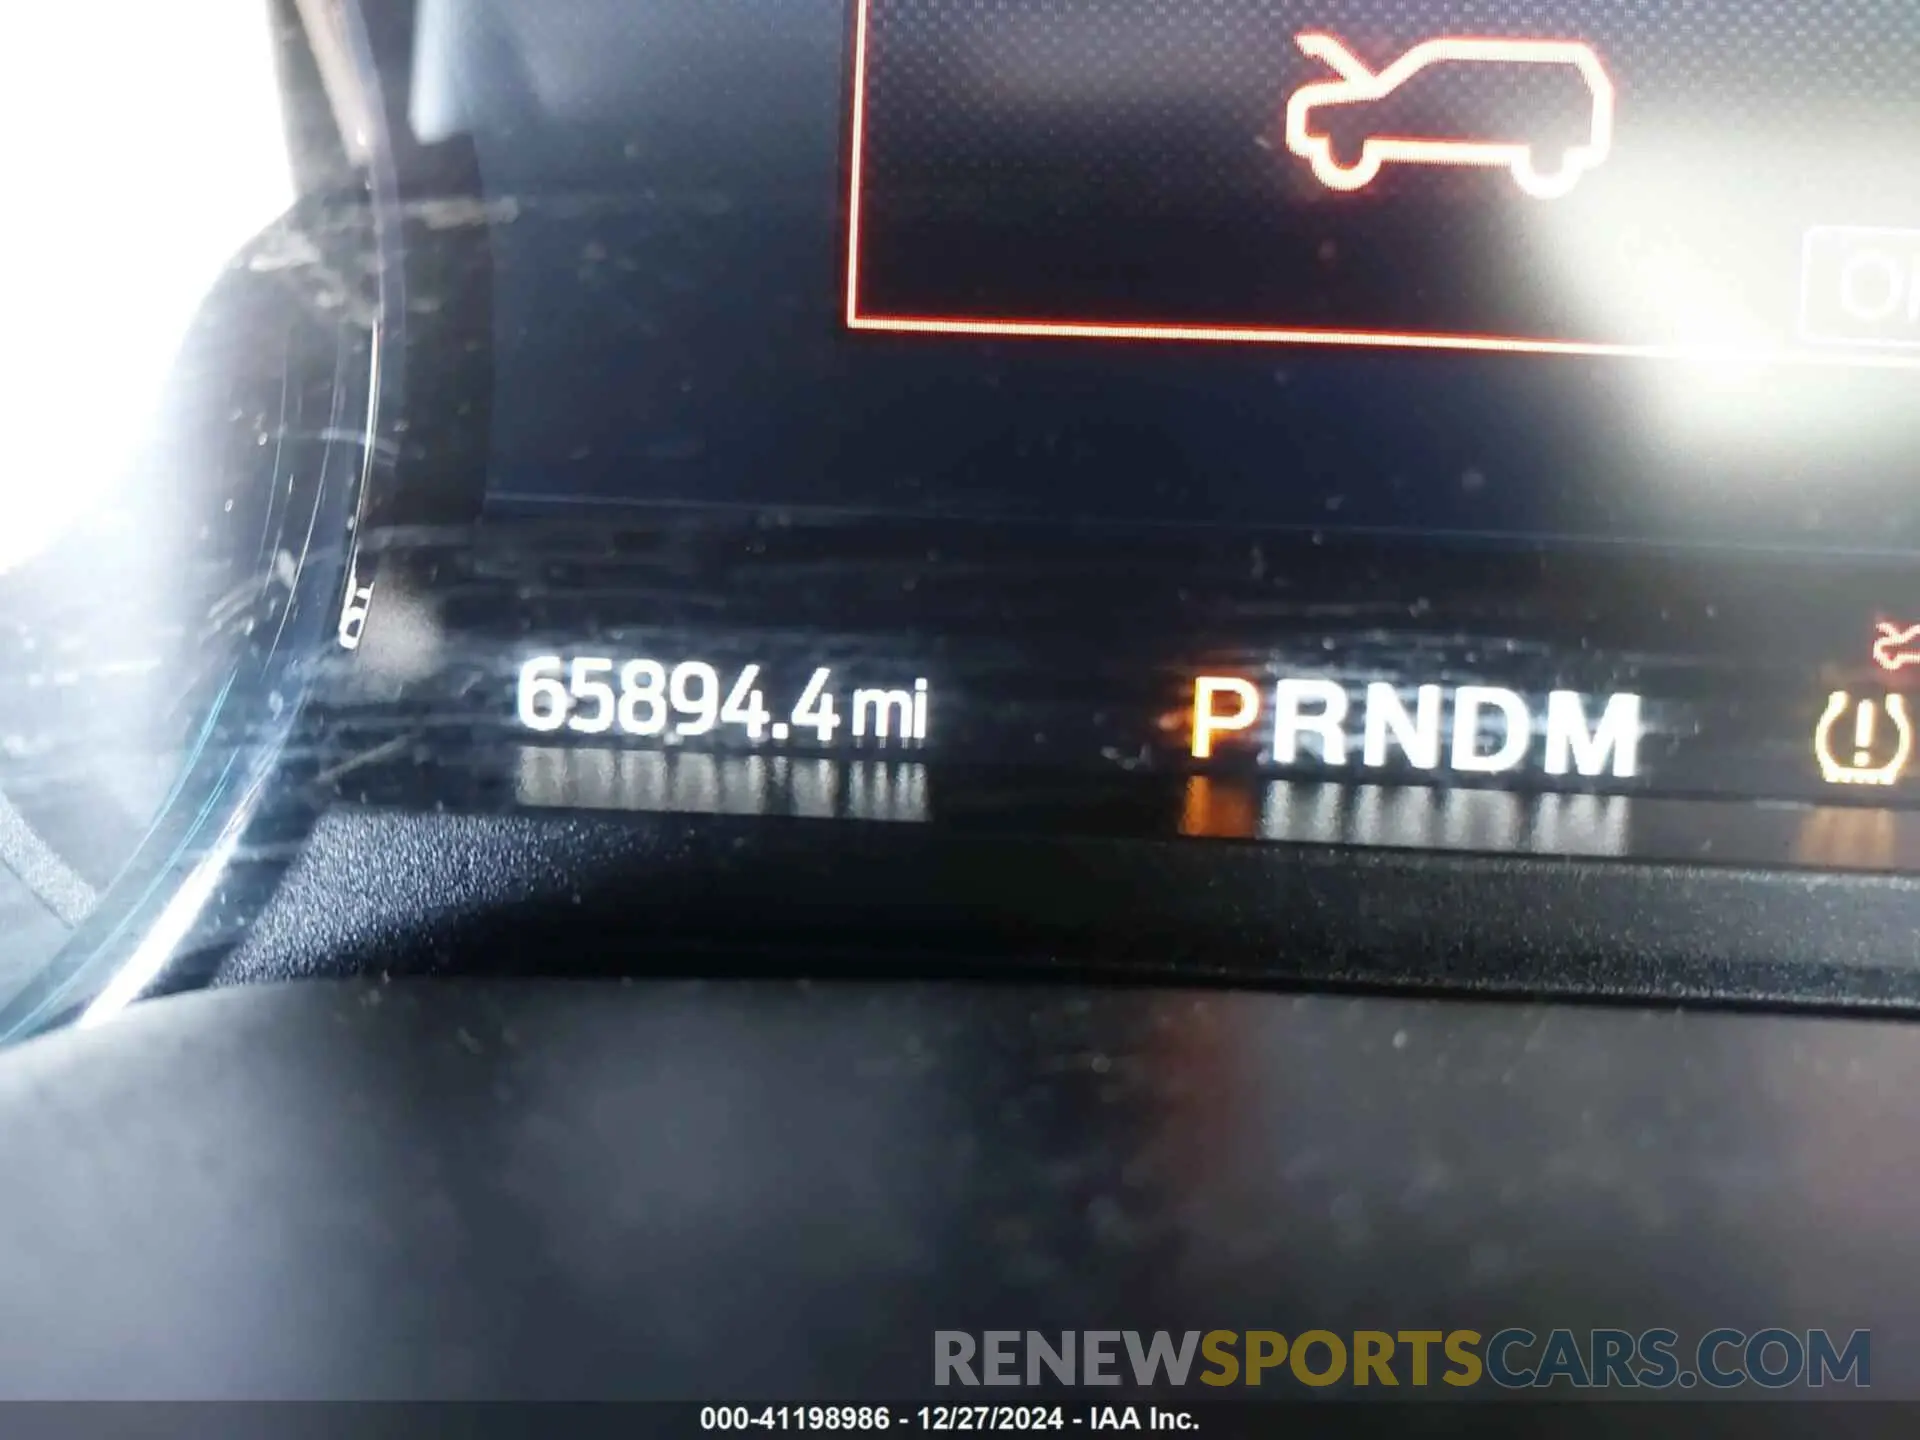 65894.4 mi
PRNDM
RENEWSPORTSCARS.COM
000-41198986 - 12/27/2024 - IAA Inc.